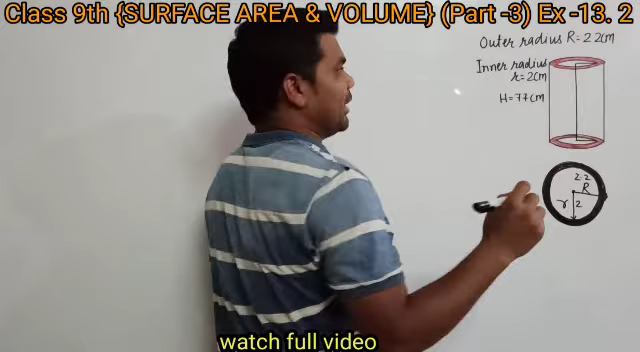 Class 9th {SURFACE AREA & VOLUME} (Part -3) Ex -13. 2
Outer radius R = 2.2cm
Inner radius
r = 2cm
H = 77cm
2.2
R
r 2
watch full video